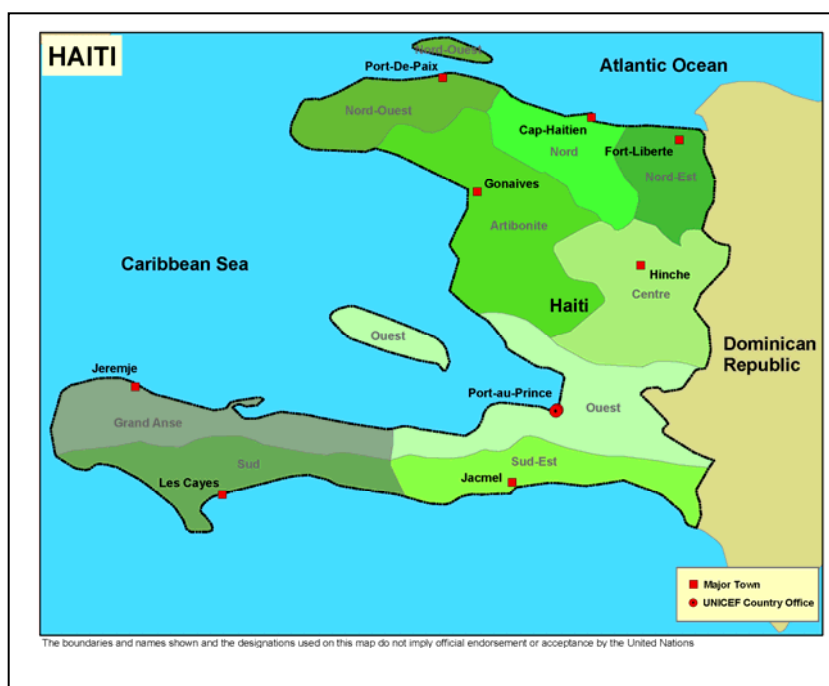 HAITI
Nord-Ouest
Port-De-Paix
Atlantic Ocean
Nord-Ouest
Cap-Haitien
Nord
Fort-Liberte
Nord-Est
Gonaives
Artibonite
Caribbean Sea
Hinche
Centre
Haiti
Ouest
Dominican
Republic
Jeremje
Port-au-Prince
Ouest
Grand Anse
Sud
Sud-Est
Les Cayes
Jacmel
Major Town
UNICEF Country Office
The boundaries and names shown and the designations used on this map do not imply official endorsement or acceptance by the United Nations